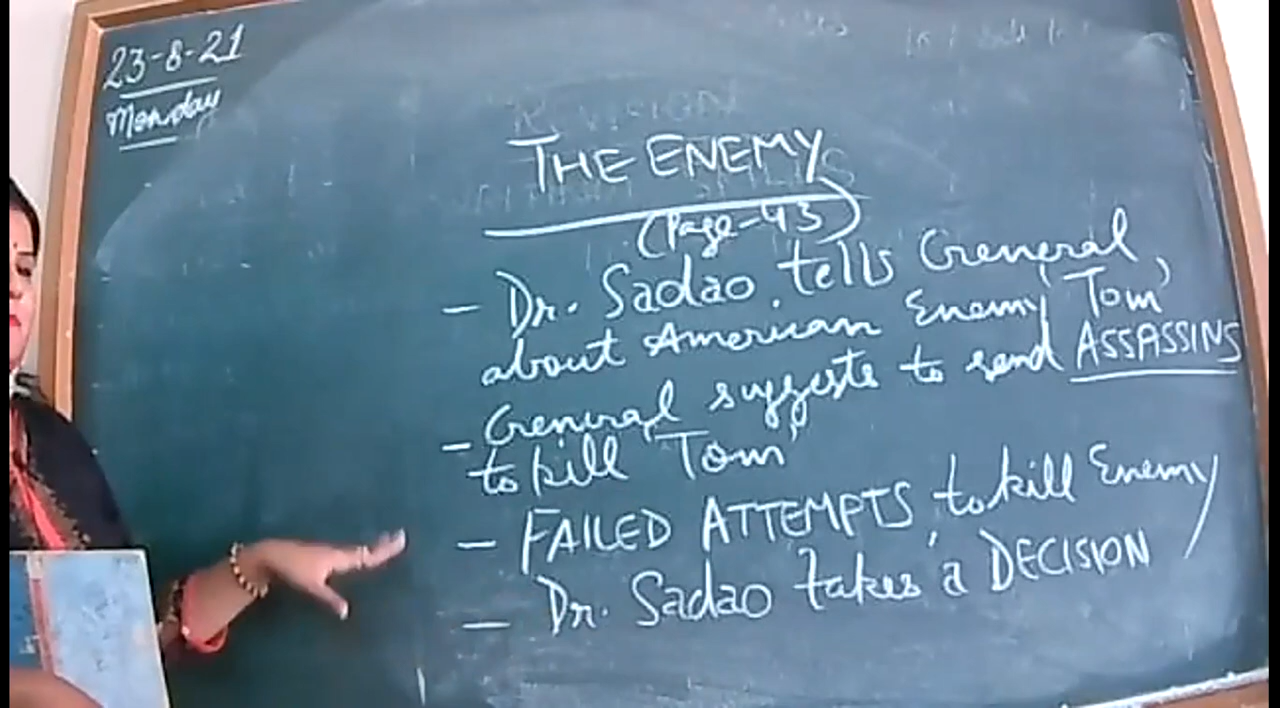 23-8-21
Monday
REVISION
THE ENEMY
(Page-43)
- Dr. Sadao. tells General
about American Enemy 'Tom'
- General suggests to send ASSASSINS
to kill 'Tom'
- FAILED ATTEMPTS, to kill Enemy
- Dr. Sadao takes a DECISION